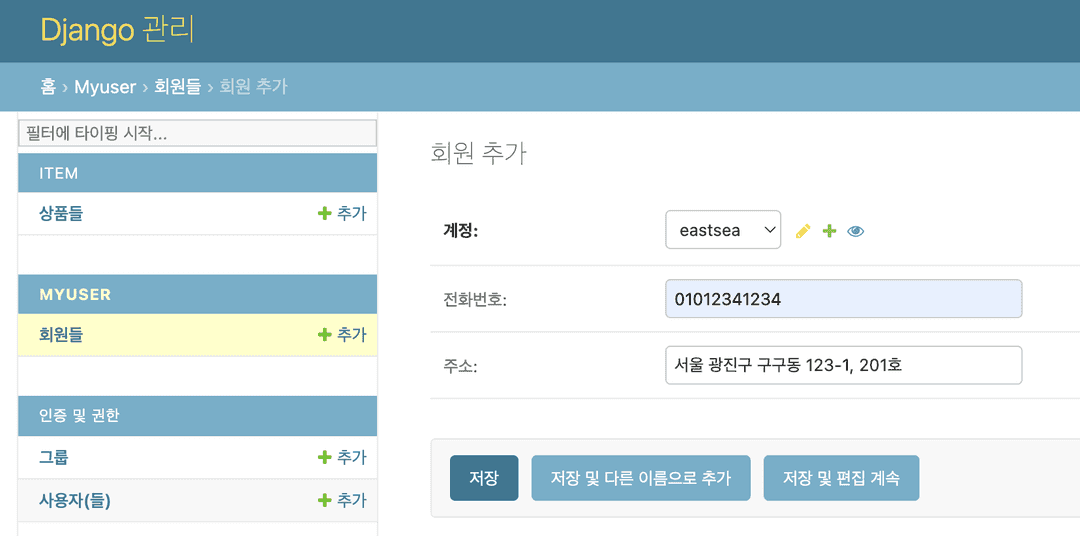 Django 관리
홈 › Myuser › 회원들 › 회원 추가
필터에 타이핑 시작...
ITEM
상품들 추가
MYUSER
회원들 추가
인증 및 권한
그룹 추가
사용자(들) 추가
회원 추가
계정: eastsea
전화번호: 01012341234
주소: 서울 광진구 구구동 123-1, 201호
저장 저장 및 다른 이름으로 추가 저장 및 편집 계속